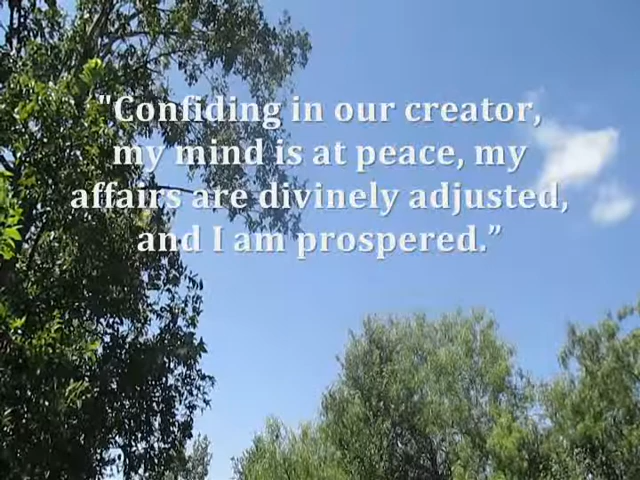 "Confiding in our creator,
my mind is at peace, my
affairs are divinely adjusted,
and I am prospered.”